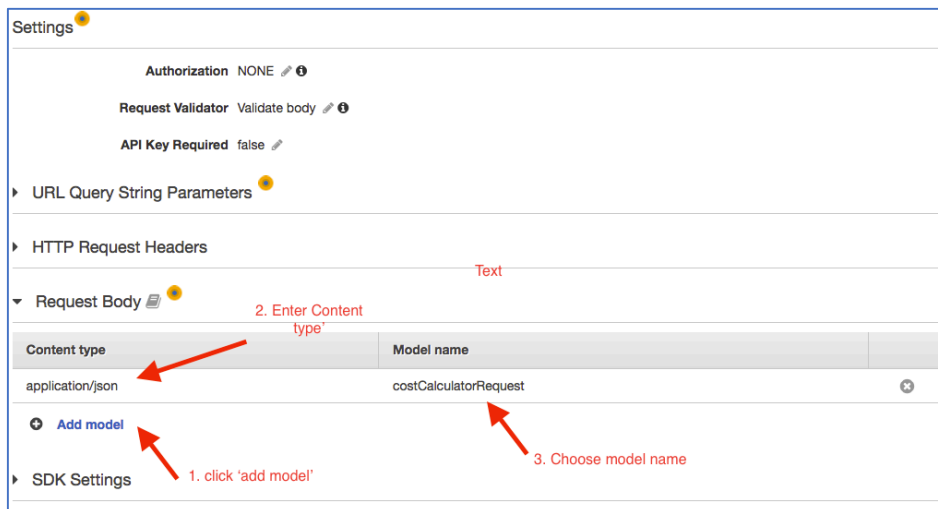 Settings
Authorization NONE
Request Validator Validate body
API Key Required false
URL Query String Parameters
HTTP Request Headers
Text
Request Body
2. Enter Content
type’
Content type Model name
application/json costCalculatorRequest
Add model
3. Choose model name
1. click ‘add model’
SDK Settings